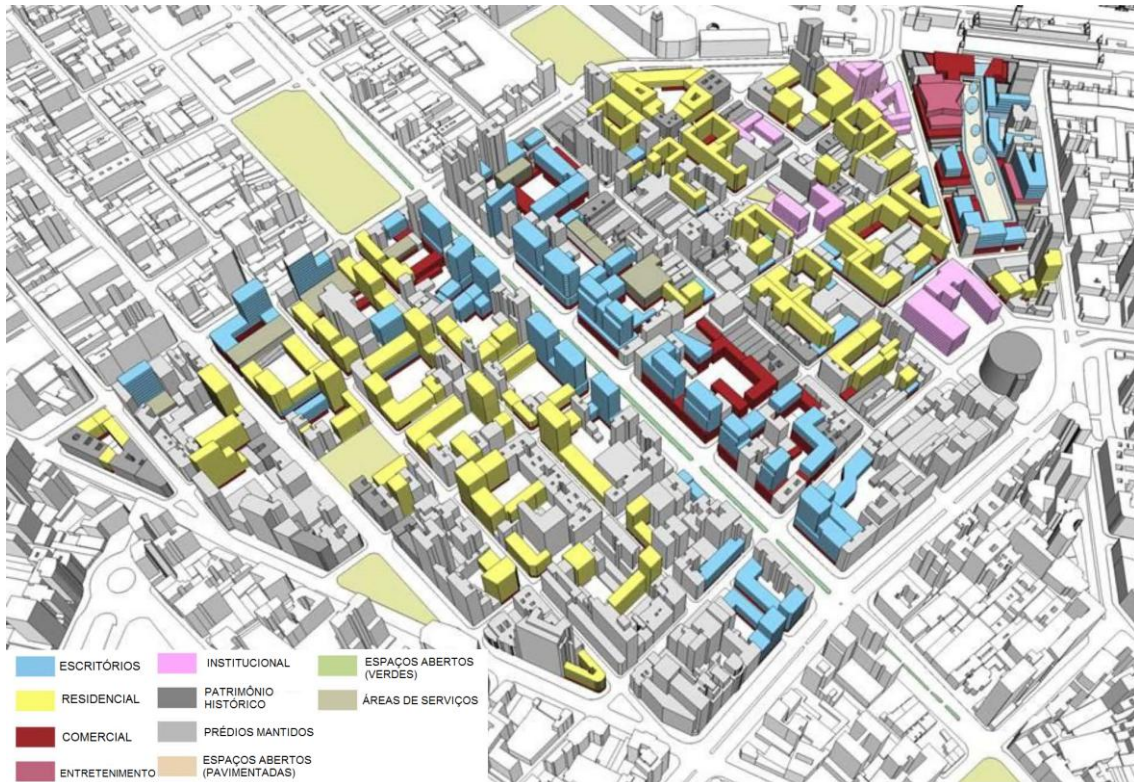 ESCRITÓRIOS
RESIDENCIAL
COMERCIAL
ENTRETENIMENTO
INSTITUCIONAL
PATRIMÔNIO
HISTÓRICO
PRÉDIOS MANTIDOS
ESPAÇOS ABERTOS
(PAVIMENTADAS)
ESPAÇOS ABERTOS
(VERDES)
ÁREAS DE SERVIÇOS